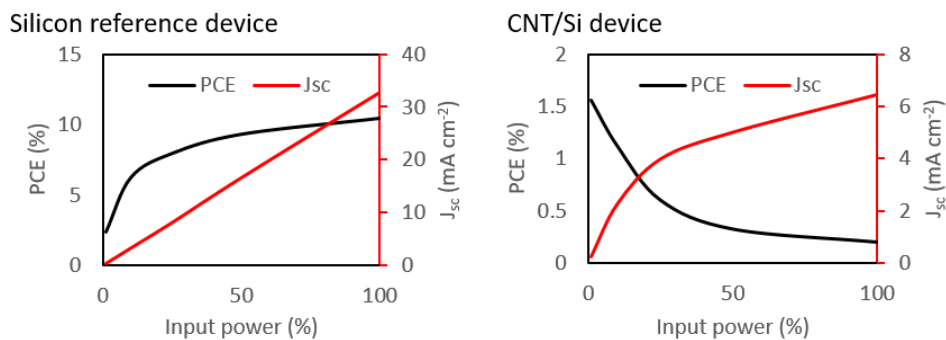 Silicon reference device
15
10
5
0
PCE (%)
PCE
Jsc
40
30
20
10
0
Jsc (mA cm-2)
0 50 100
Input power (%)
CNT/Si device
2
1.5
1
0.5
0
PCE (%)
PCE
Jsc
8
6
4
2
0
Jsc (mA cm-2)
0 50 100
Input power (%)